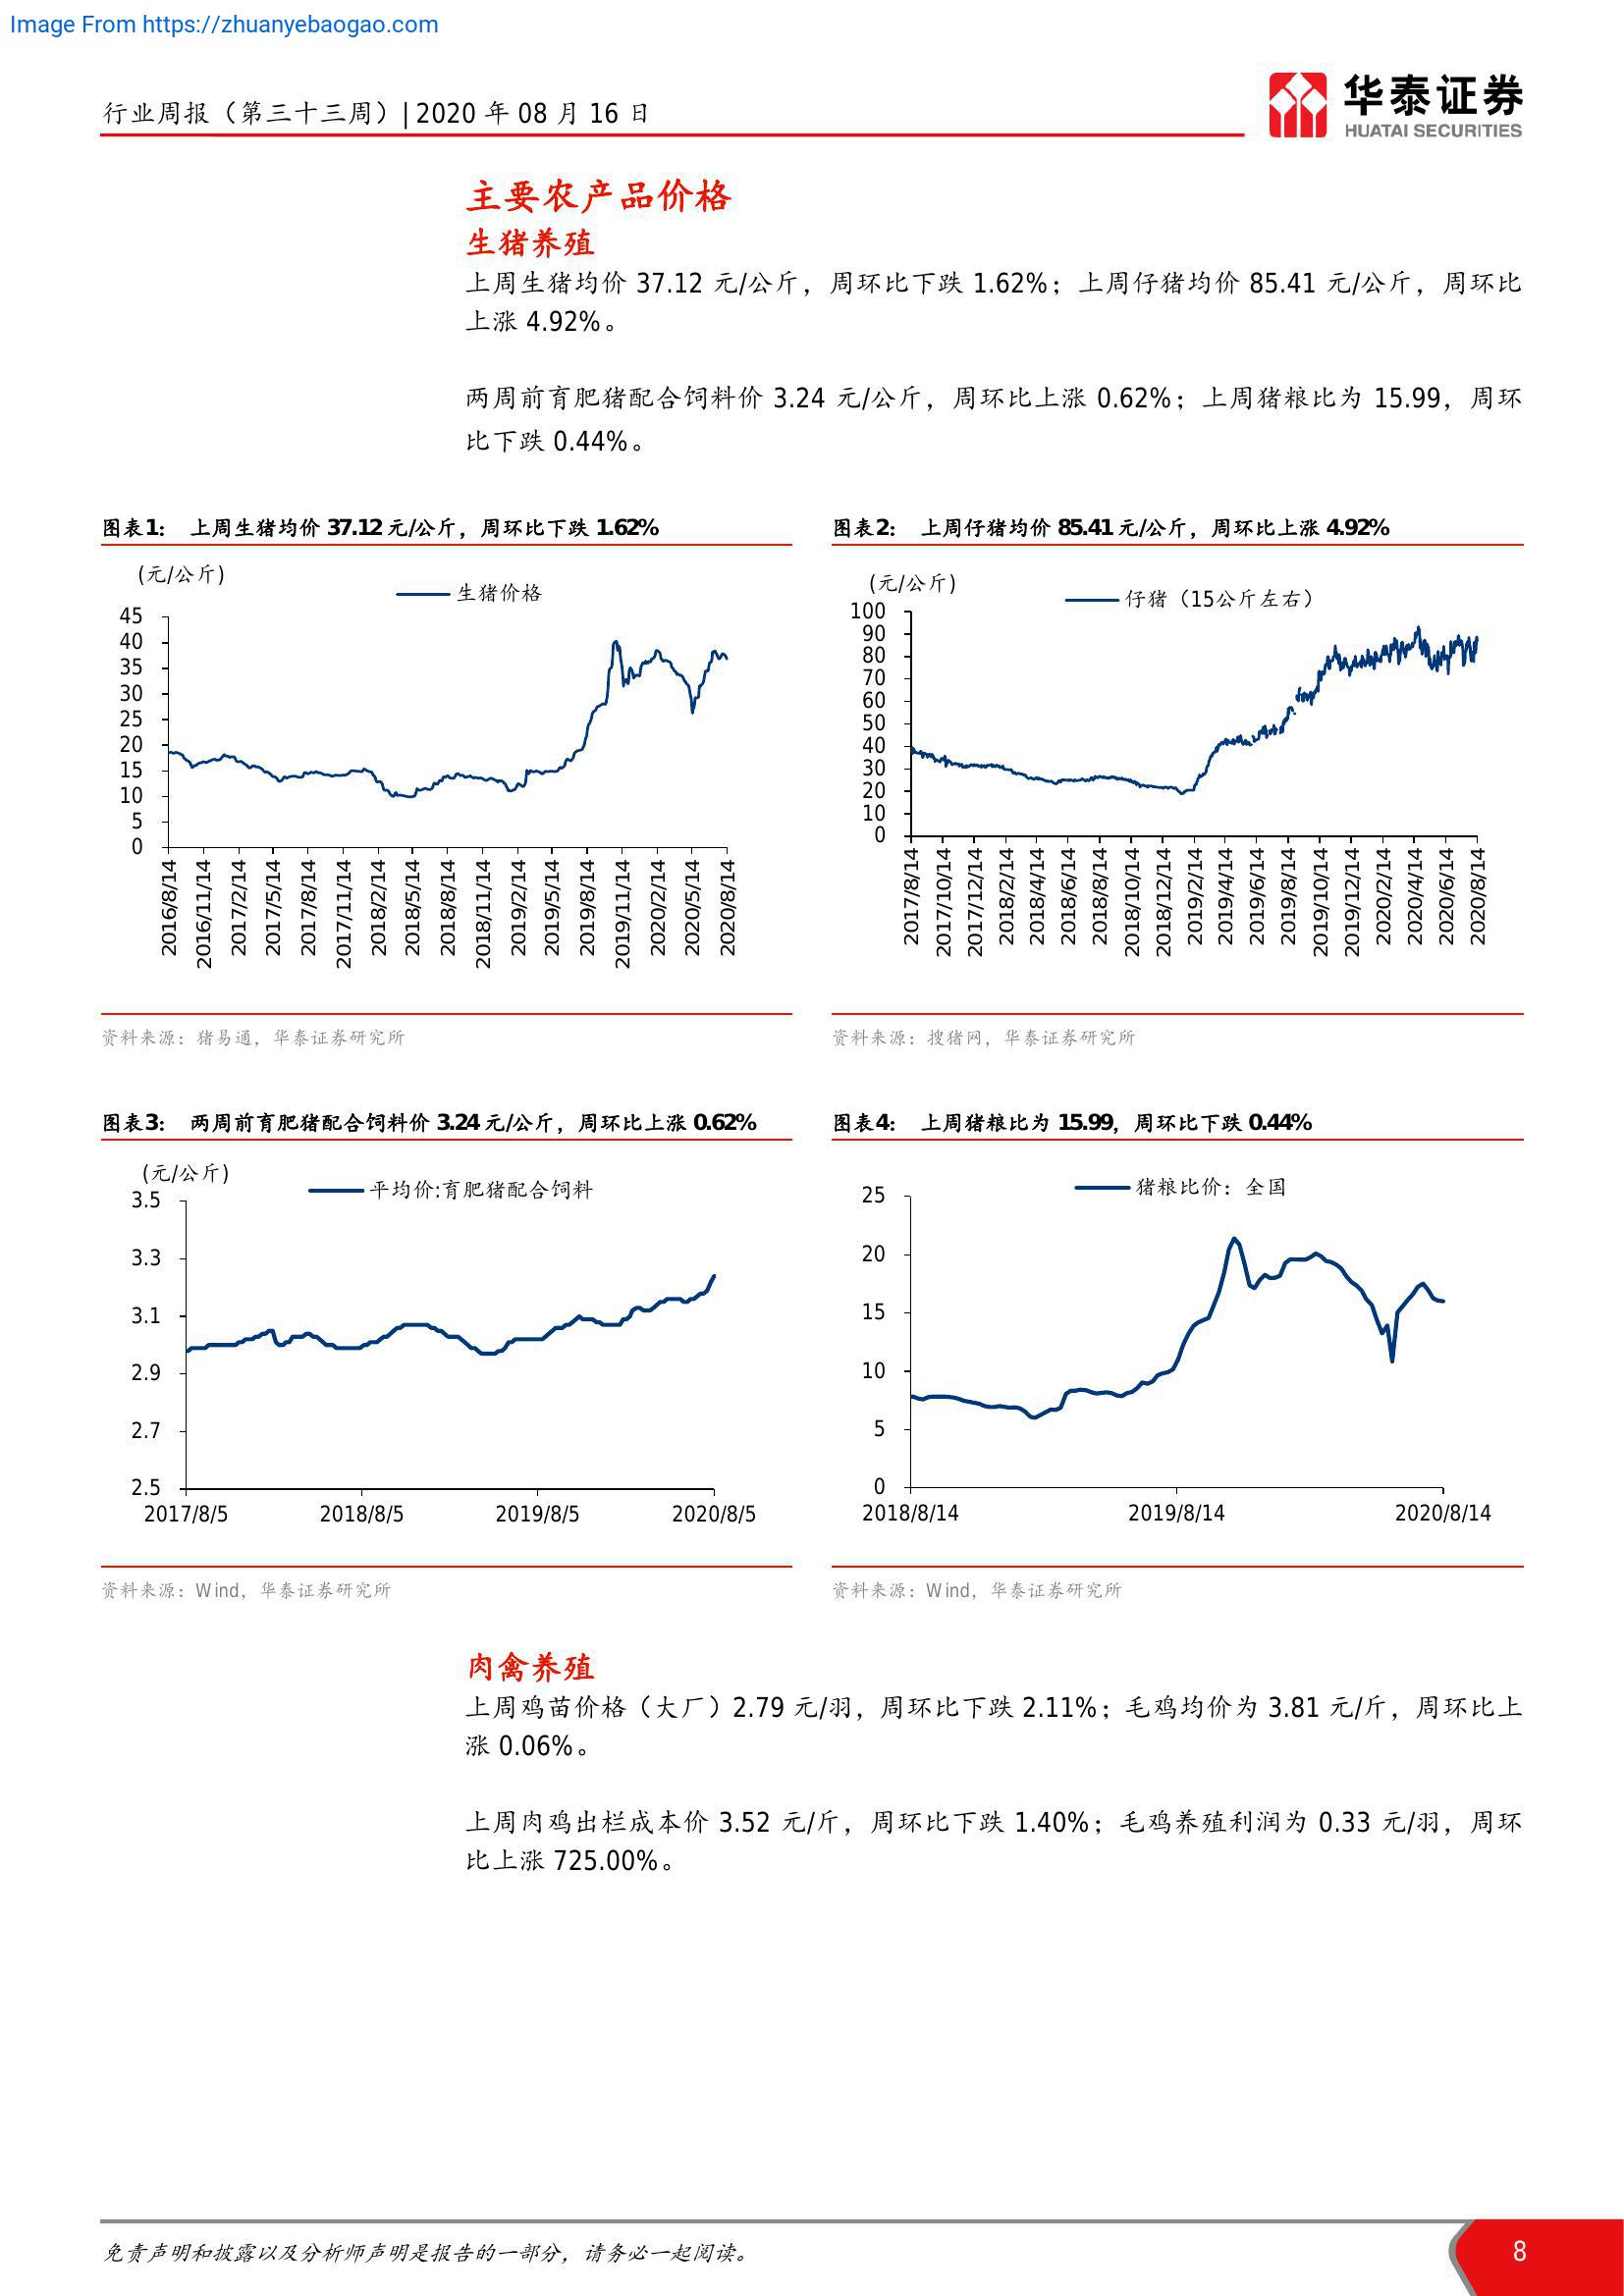 Image From https://zhuanyebaogao.com
行业周报（第三十三周）| 2020 年 08 月 16 日
华泰证券
HUATAI SECURITIES
主要农产品价格
生猪养殖
上周生猪均价 37.12 元/公斤，周环比下跌 1.62%；上周仔猪均价 85.41 元/公斤，周环比
上涨 4.92%。
两周前育肥猪配合饲料价 3.24 元/公斤，周环比上涨 0.62%；上周猪粮比为 15.99，周环
比下跌 0.44%。
图表1： 上周生猪均价 37.12 元/公斤，周环比下跌 1.62%
(元/公斤)
生猪价格
45
40
35
30
25
20
15
10
5
0
2016/8/14
2016/11/14
2017/2/14
2017/5/14
2017/8/14
2017/11/14
2018/2/14
2018/5/14
2018/8/14
2018/11/14
2019/2/14
2019/5/14
2019/8/14
2019/11/14
2020/2/14
2020/5/14
2020/8/14
资料来源：猪易通，华泰证券研究所
图表2： 上周仔猪均价 85.41 元/公斤，周环比上涨 4.92%
(元/公斤)
仔猪（15公斤左右）
100
90
80
70
60
50
40
30
20
10
0
2017/8/14
2017/10/14
2017/12/14
2018/2/14
2018/4/14
2018/6/14
2018/8/14
2018/10/14
2018/12/14
2019/2/14
2019/4/14
2019/6/14
2019/8/14
2019/10/14
2019/12/14
2020/2/14
2020/4/14
2020/6/14
2020/8/14
资料来源：搜猪网，华泰证券研究所
图表3： 两周前育肥猪配合饲料价 3.24 元/公斤，周环比上涨 0.62%
(元/公斤)
平均价:育肥猪配合饲料
3.5
3.3
3.1
2.9
2.7
2.5
2017/8/5
2018/8/5
2019/8/5
2020/8/5
资料来源：Wind，华泰证券研究所
图表4： 上周猪粮比为 15.99，周环比下跌 0.44%
猪粮比价：全国
25
20
15
10
5
0
2018/8/14
2019/8/14
2020/8/14
资料来源：Wind，华泰证券研究所
肉禽养殖
上周鸡苗价格（大厂）2.79 元/羽，周环比下跌 2.11%；毛鸡均价为 3.81 元/斤，周环比上
涨 0.06%。
上周肉鸡出栏成本价 3.52 元/斤，周环比下跌 1.40%；毛鸡养殖利润为 0.33 元/羽，周环
比上涨 725.00%。
免责声明和披露以及分析师声明是报告的一部分，请务必一起阅读。
8